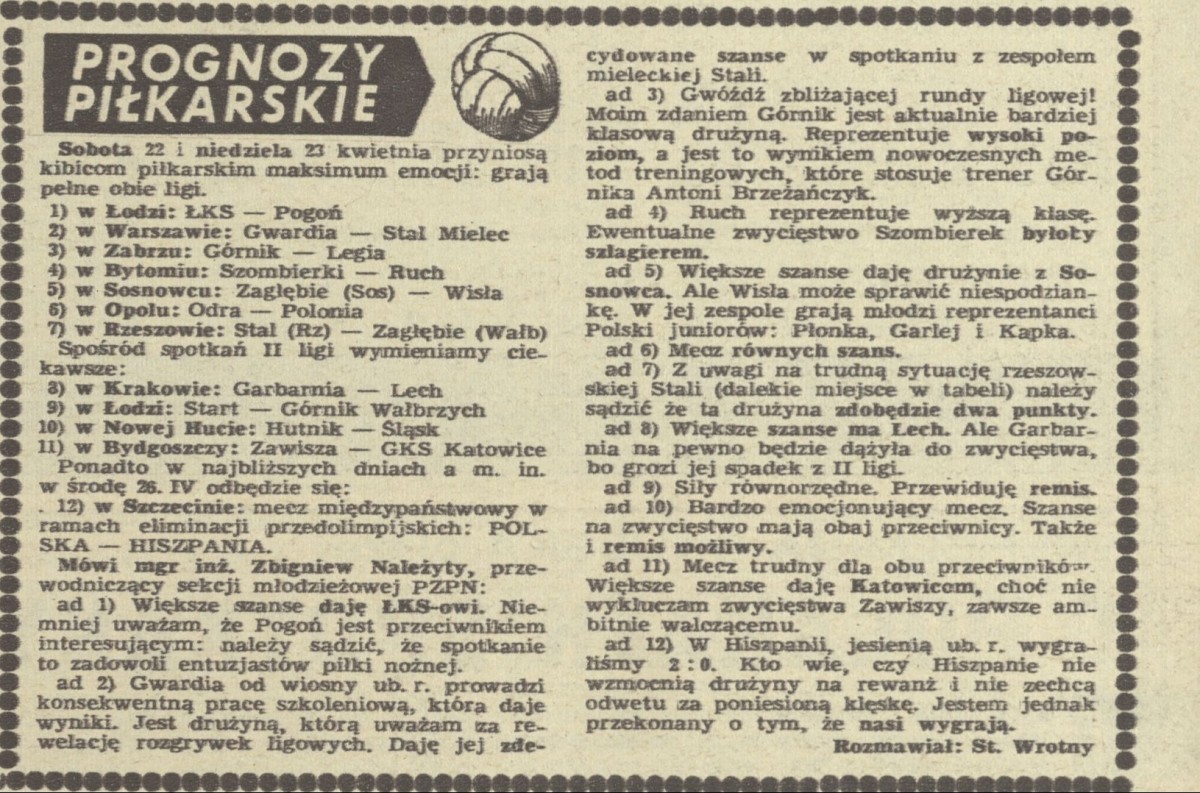 PROGNOZY
PIŁKARSKIE
Sobota 22 i niedziela 23 kwietnia przyniosą
kibicom piłkarskim maksimum emocji: grają
pełne obie ligi.
1) w Łodzi: ŁKS — Pogoń
2) w Warszawie: Gwardia — Stal Mielec
3) w Zabrzu: Górnik — Legia
4) w Bytomiu: Szombierki — Ruch
5) w Sosnowcu: Zagłębie (Sos) — Wisła
6) w Opolu: Odra — Polonia
7) w Rzeszowie: Stal (Rz) — Zagłębie (Wałb)
Spośród spotkań II ligi wymieniamy cie-
kawsze:
8) w Krakowie: Garbarnia — Lech
9) w Łodzi: Start — Górnik Wałbrzych
10) w Nowej Hucie: Hutnik — Śląsk
11) w Bydgoszczy: Zawisza — GKS Katowice
Ponadto w najbliższych dniach a m. in.
w środę 26. IV odbędzie się:
. 12) w Szczecinie: mecz międzypaństwowy w
ramach eliminacji przedolimpijskich: POL-
SKA — HISZPANIA.
Mówi mgr inż. Zbigniew Należyty, prze-
wodniczący sekcji młodzieżowej PZPN:
ad 1) Większe szanse daję ŁKS-owi. Nie-
mniej uważam, że Pogoń jest przeciwnikiem
interesującym: należy sądzić, że spotkanie
to zadowoli entuzjastów piłki nożnej.
ad 2) Gwardia od wiosny ub. r. prowadzi
konsekwentną pracę szkoleniową, która daje
wyniki. Jest drużyną, którą uważam za re-
welację rozgrywek ligowych. Daję jej zde-
cydowane szanse w spotkaniu z zespołem
mieleckiej Stali.
ad 3) Gwóźdź zbliżającej rundy ligowej!
Moim zdaniem Górnik jest aktualnie bardziej
klasową drużyną. Reprezentuje wysoki po-
ziom, a jest to wynikiem nowoczesnych me-
tod treningowych, które stosuje trener Gór-
nika Antoni Brzeżańczyk.
ad 4) Ruch reprezentuje wyższą klasę.
Ewentualne zwycięstwo Szombierek byłoby
szlagierem.
ad 5) Większe szanse daję drużynie z So-
snowca. Ale Wisła może sprawić niespodzian-
kę. W jej zespole grają młodzi reprezentanci
Polski juniorów: Płonka, Garlej i Kapka.
ad 6) Mecz równych szans.
ad 7) Z uwagi na trudną sytuację rzeszow-
skiej Stali (dalekie miejsce w tabeli) należy
sądzić że ta drużyna zdobędzie dwa punkty.
ad 8) Większe szanse ma Lech. Ale Garbar-
nia na pewno będzie dążyła do zwycięstwa,
bo grozi jej spadek z II ligi.
ad 9) Siły równorzędne. Przewiduję remis.
ad 10) Bardzo emocjonujący mecz. Szanse
na zwycięstwo mają obaj przeciwnicy. Także
i remis możliwy.
ad 11) Mecz trudny dla obu przeciwników.
Większe szanse daję Katowicom, choć nie
wykluczam zwycięstwa Zawiszy, zawsze am-
bitnie walczącemu.
ad 12) W Hiszpanii, jesienią ub. r. wygra-
liśmy 2:0. Kto wie, czy Hiszpanie nie
wzmocnią drużyny na rewanż i nie zechcą
odwetu za poniesioną klęskę. Jestem jednak
przekonany o tym, że nasi wygrają.
Rozmawiał: St. Wrotny